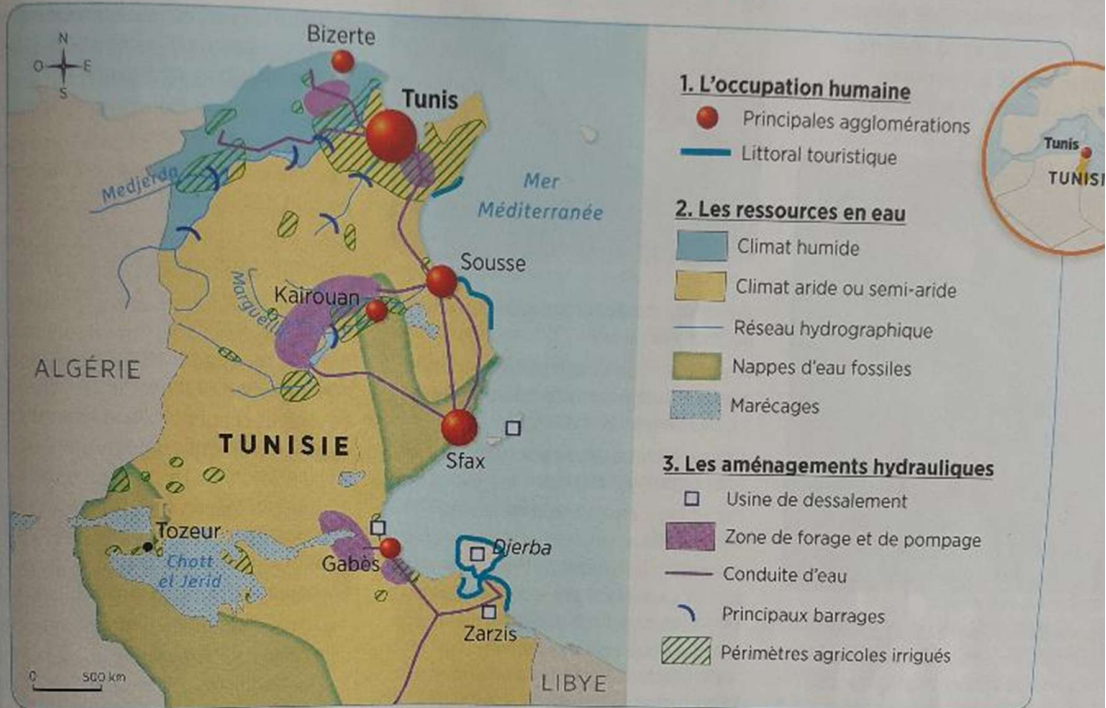 N
O
E
S
Bizerte
Tunis
Medjerda
Mer
Méditerranée
Sousse
Kairouan
ALGÉRIE
TUNISIE
Sfax
Tozeur
Chott
el Jerid
Gabès
Djerba
Zarzis
LIBYE
0 500 km
1. L'occupation humaine
Principales agglomérations
Littoral touristique
2. Les ressources en eau
Climat humide
Climat aride ou semi-aride
Réseau hydrographique
Nappes d'eau fossiles
Marécages
3. Les aménagements hydrauliques
Usine de dessalement
Zone de forage et de pompage
Conduite d'eau
Principaux barrages
Périmètres agricoles irrigués
Tunis
TUNISI